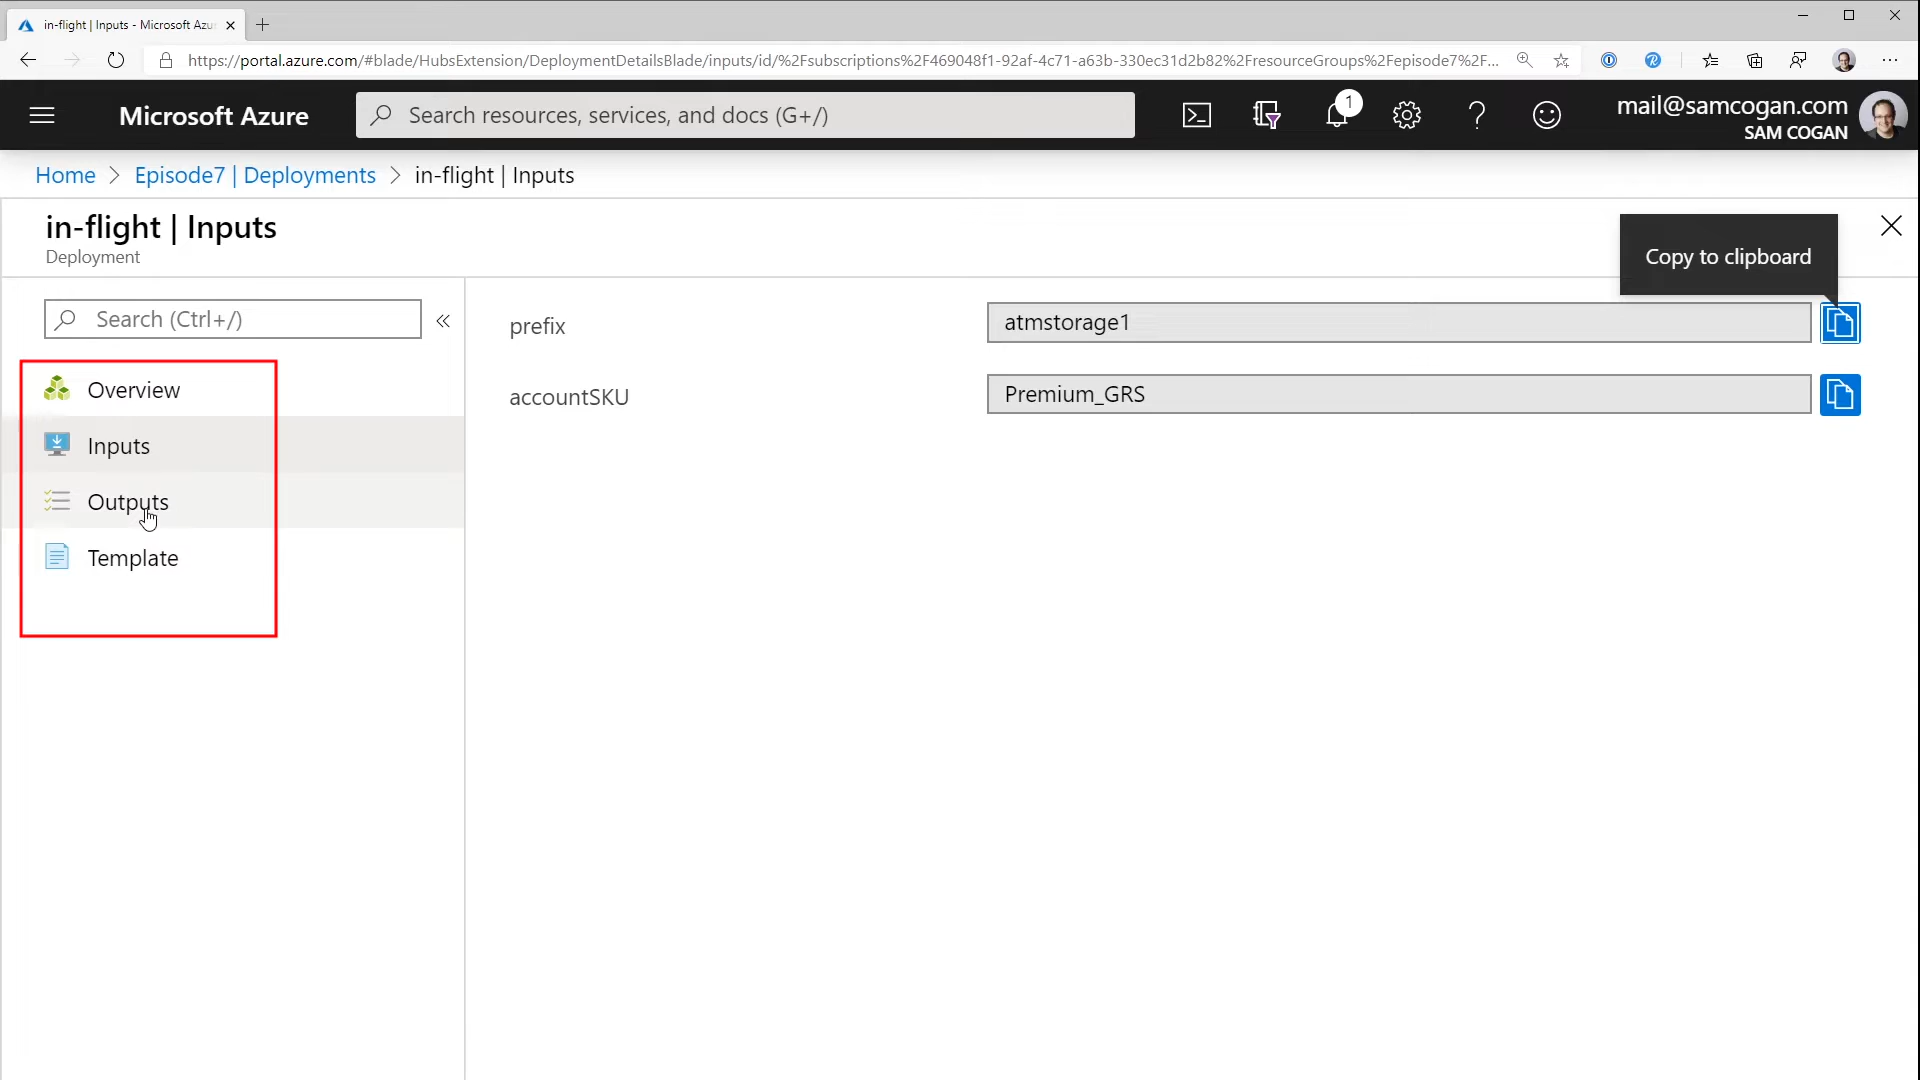 in-flight | Inputs - Microsoft Azu
https://portal.azure.com/#blade/HubsExtension/DeploymentDetailsBlade/inputs/id/%2Fsubscriptions%2F469048f1-92af-4c71-a63b-330ec31d2b82%2FresourceGroups%2Fepisode7%2F...
Microsoft Azure
Search resources, services, and docs (G+/)
1
mail@samcogan.com
SAM COGAN
Home > Episode7 | Deployments > in-flight | Inputs
in-flight | Inputs
Deployment
Copy to clipboard
Search (Ctrl+/)
«
Overview
Inputs
Outputs
Template
prefix
atmstorage1
accountSKU
Premium_GRS